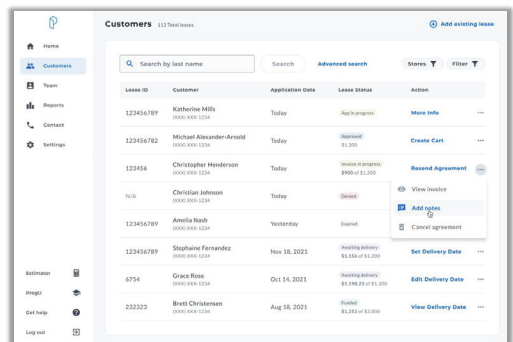 Customers 112 Total leases
Add existing lease
Home
Customers
Team
Reports
Contact
Settings
Estimator
ProgU
Get help
Log out
Search by last name
Search
Advanced search
Stores
Filter
Lease ID Customer Application Date Lease Status Action
123456789 Katherine Mills Today App in progress More Info
(XXX) XXX-1234
123456782 Michael Alexander-Arnold Today Approved Create Cart
(XXX) XXX-1234 $1,200
123456 Christopher Henderson Today Invoice in progress Resend Agreement
(XXX) XXX-1234 $900 of $1,200
View invoice
Add notes
Cancel agreement
N/A Christian Johnson Today Denied
(XXX) XXX-1234
123456789 Amelia Nash Yesterday Expired
(XXX) XXX-1234
123456789 Stephaine Fernandez Nov 18, 2021 Awaiting delivery Set Delivery Date
(XXX) XXX-1234 $1,156 of $1,200
6754 Grace Rose Oct 14, 2021 Awaiting delivery Edit Delivery Date
(XXX) XXX-1234 $1,198.22 of $1,200
232323 Brett Christensen Aug 18, 2021 Funded View Delivery Date
(XXX) XXX-1234 $1,252 of $3,000